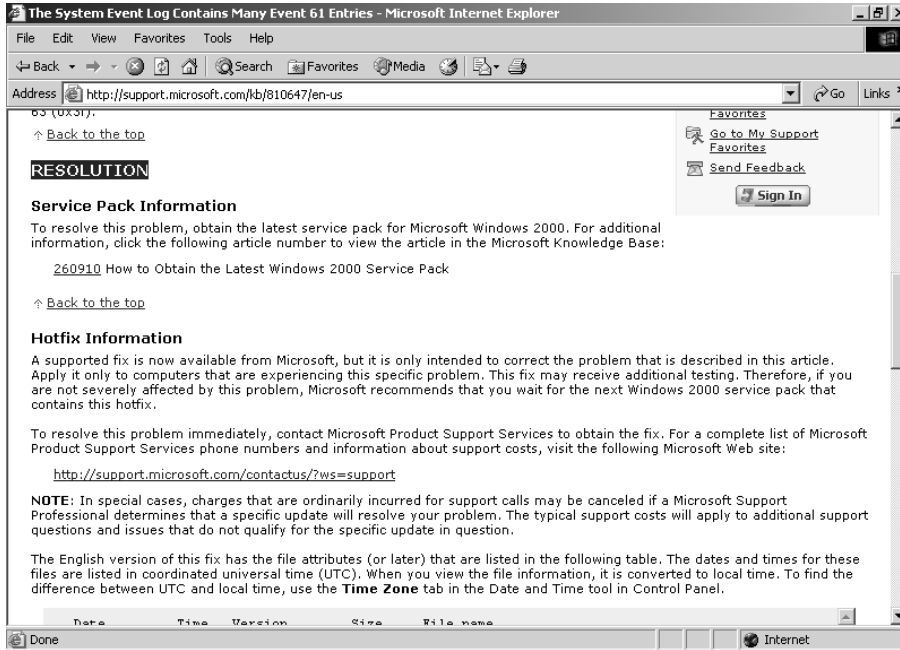 The System Event Log Contains Many Event 61 Entries - Microsoft Internet Explorer
File Edit View Favorites Tools Help
Back Search Favorites Media
Address http://support.microsoft.com/kb/810647/en-us Go Links
63 (0x3f).
Back to the top
RESOLUTION
Service Pack Information
To resolve this problem, obtain the latest service pack for Microsoft Windows 2000. For additional
information, click the following article number to view the article in the Microsoft Knowledge Base:
260910 How to Obtain the Latest Windows 2000 Service Pack
Back to the top
Hotfix Information
A supported fix is now available from Microsoft, but it is only intended to correct the problem that is described in this article.
Apply it only to computers that are experiencing this specific problem. This fix may receive additional testing. Therefore, if you
are not severely affected by this problem, Microsoft recommends that you wait for the next Windows 2000 service pack that
contains this hotfix.
To resolve this problem immediately, contact Microsoft Product Support Services to obtain the fix. For a complete list of Microsoft
Product Support Services phone numbers and information about support costs, visit the following Microsoft Web site:
http://support.microsoft.com/contactus/?ws=support
NOTE: In special cases, charges that are ordinarily incurred for support calls may be canceled if a Microsoft Support
Professional determines that a specific update will resolve your problem. The typical support costs will apply to additional support
questions and issues that do not qualify for the specific update in question.
The English version of this fix has the file attributes (or later) that are listed in the following table. The dates and times for these
files are listed in coordinated universal time (UTC). When you view the file information, it is converted to local time. To find the
difference between UTC and local time, use the Time Zone tab in the Date and Time tool in Control Panel.
Date Time Version Size File name
Favorites
Go to My Support
Favorites
Send Feedback
Sign In
Done Internet